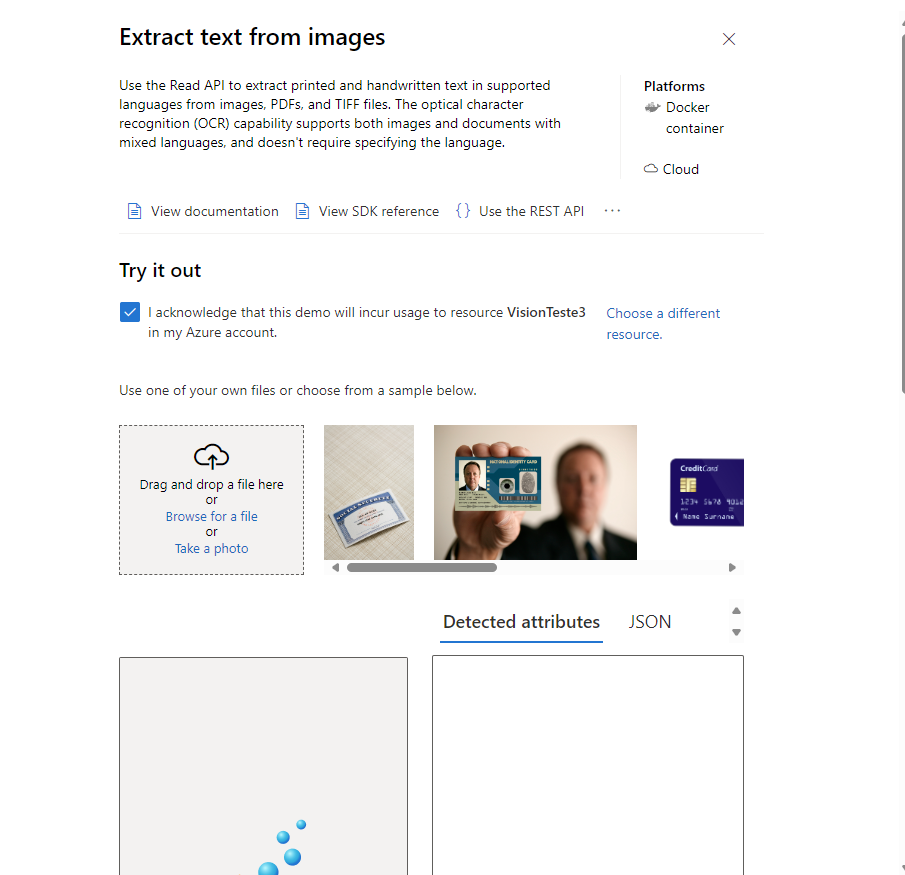 Extract text from images
Use the Read API to extract printed and handwritten text in supported
languages from images, PDFs, and TIFF files. The optical character
recognition (OCR) capability supports both images and documents with
mixed languages, and doesn't require specifying the language.
Platforms
Docker
container
Cloud
View documentation
View SDK reference
{} Use the REST API
...
Try it out
I acknowledge that this demo will incur usage to resource VisionTeste3
in my Azure account.
Choose a different
resource.
Use one of your own files or choose from a sample below.
Drag and drop a file here
or
Browse for a file
or
Take a photo
SOCIAL SECURITY
NATIONAL IDENTITY CARD
CreditCard
1234 5678 9012
Name Surname
Detected attributes
JSON